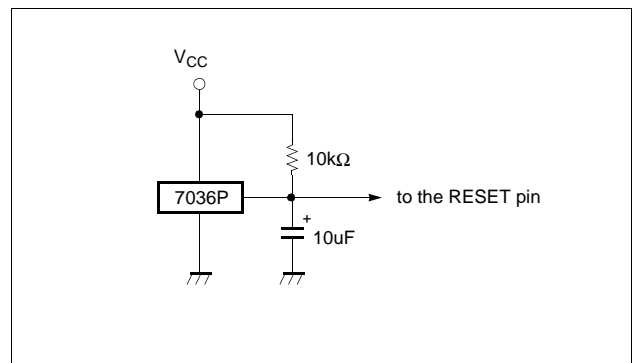 VCC
10kΩ
7036P
to the RESET pin
+
10uF